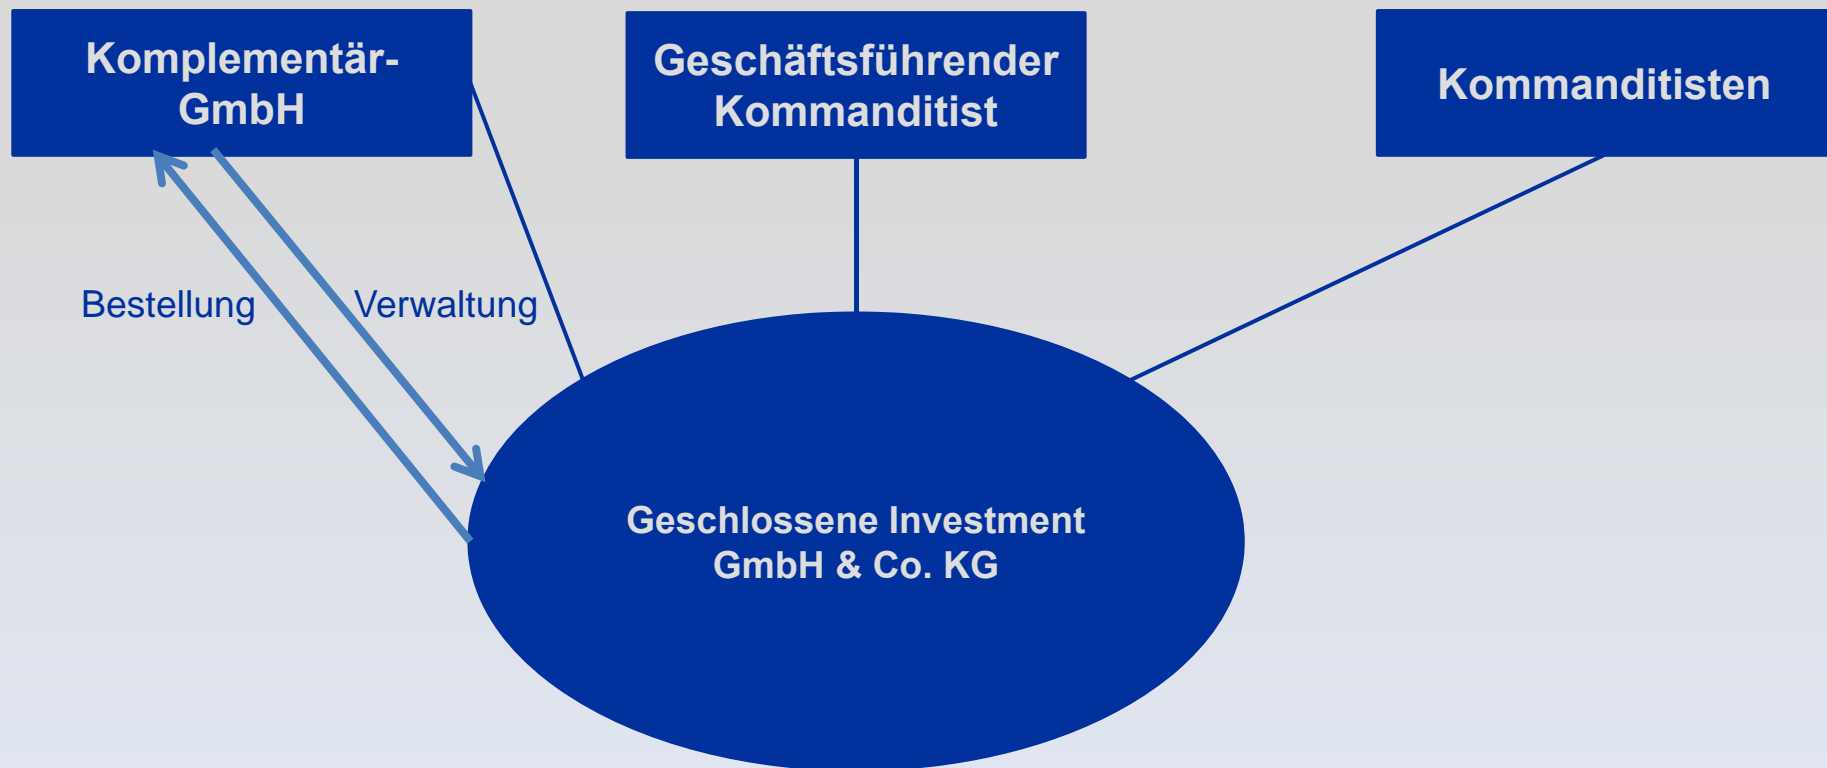 Komplementär-
GmbH
Geschäftsführender
Kommanditist
Kommanditisten
Bestellung
Verwaltung
Geschlossene Investment
GmbH & Co. KG